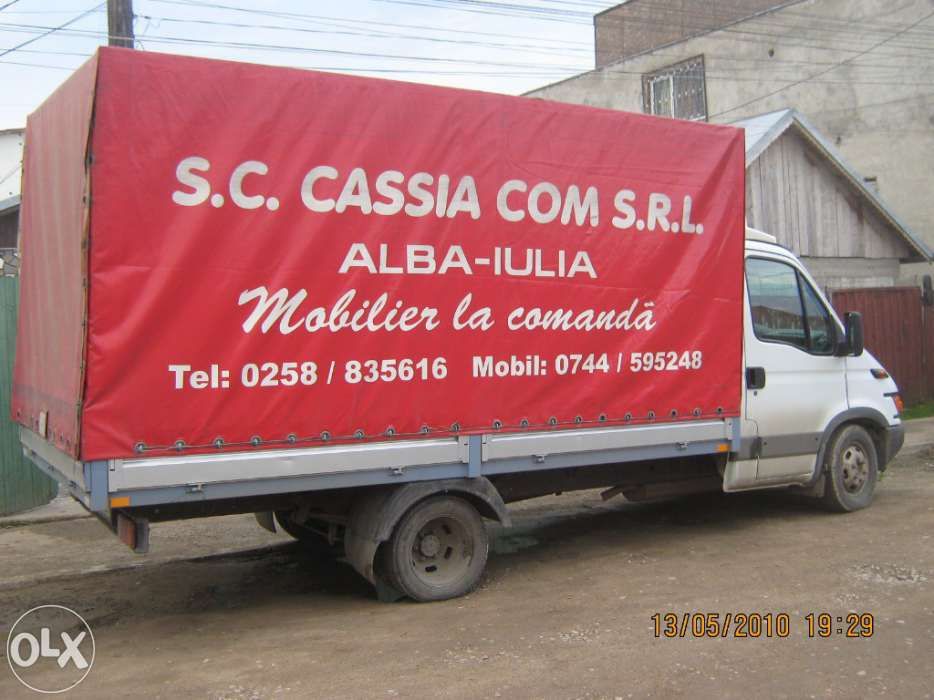 S.C. CASSIA COM S.R.L.
ALBA-IULIA
Mobilier la comandă
Tel: 0258 / 835616 Mobil: 0744 / 595248
OLX
13/05/2010 19:29